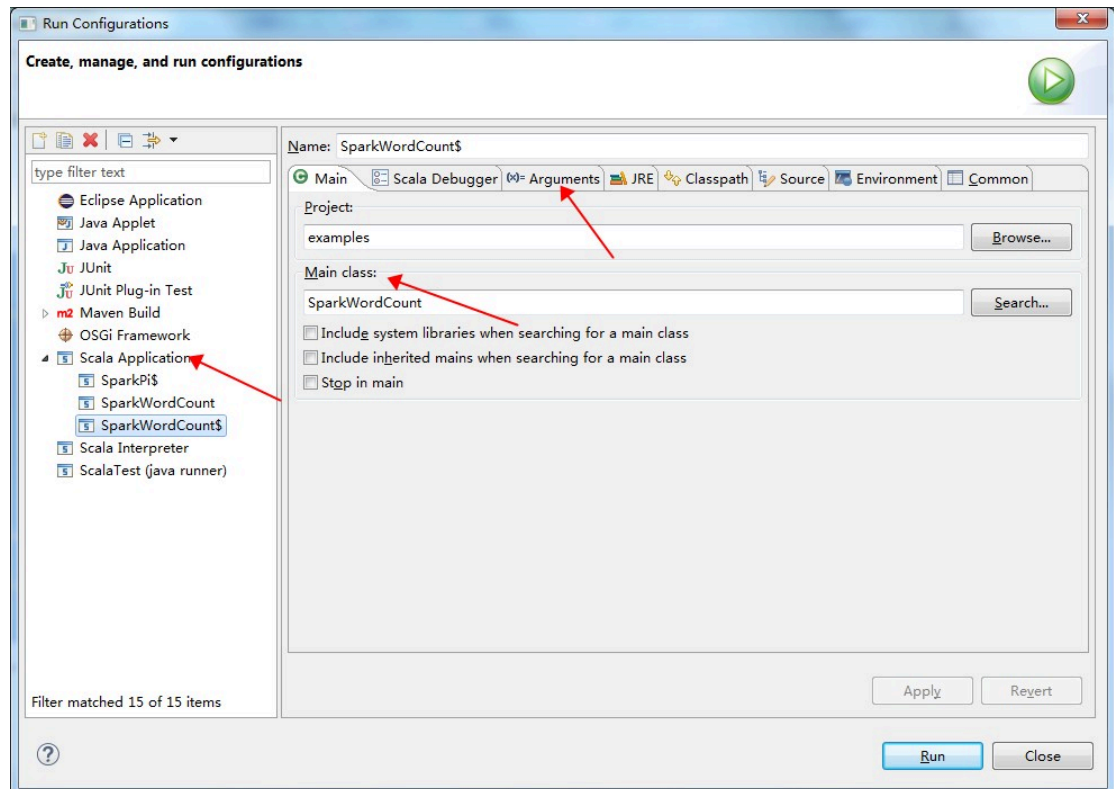 Run Configurations
Create, manage, and run configurations
type filter text
Eclipse Application
Java Applet
Java Application
Ju JUnit
JUnit Plug-in Test
m2 Maven Build
OSGi Framework
Scala Application
SparkPi$
SparkWordCount
SparkWordCount$
Scala Interpreter
ScalaTest (java runner)
Filter matched 15 of 15 items
Name: SparkWordCount$
Main Scala Debugger (x)= Arguments JRE Classpath Source Environment Common
Project:
examples Browse...
Main class:
SparkWordCount Search...
Include system libraries when searching for a main class
Include inherited mains when searching for a main class
Stop in main
Apply Revert
Run Close